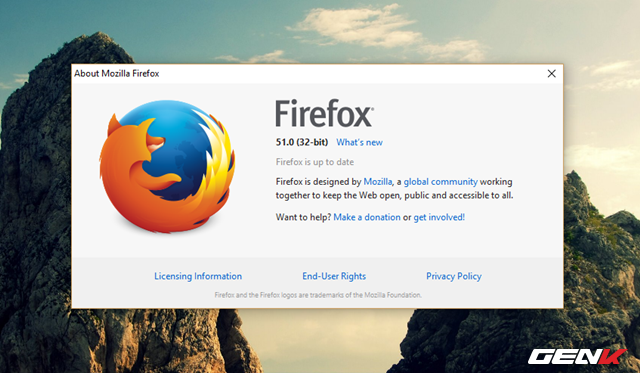 About Mozilla Firefox
Firefox
51.0 (32-bit) What's new
Firefox is up to date
Firefox is designed by Mozilla, a global community working
together to keep the Web open, public and accessible to all.
Want to help? Make a donation or get involved!
Licensing Information End-User Rights Privacy Policy
Firefox and the Firefox logos are trademarks of the Mozilla Foundation.
GENK